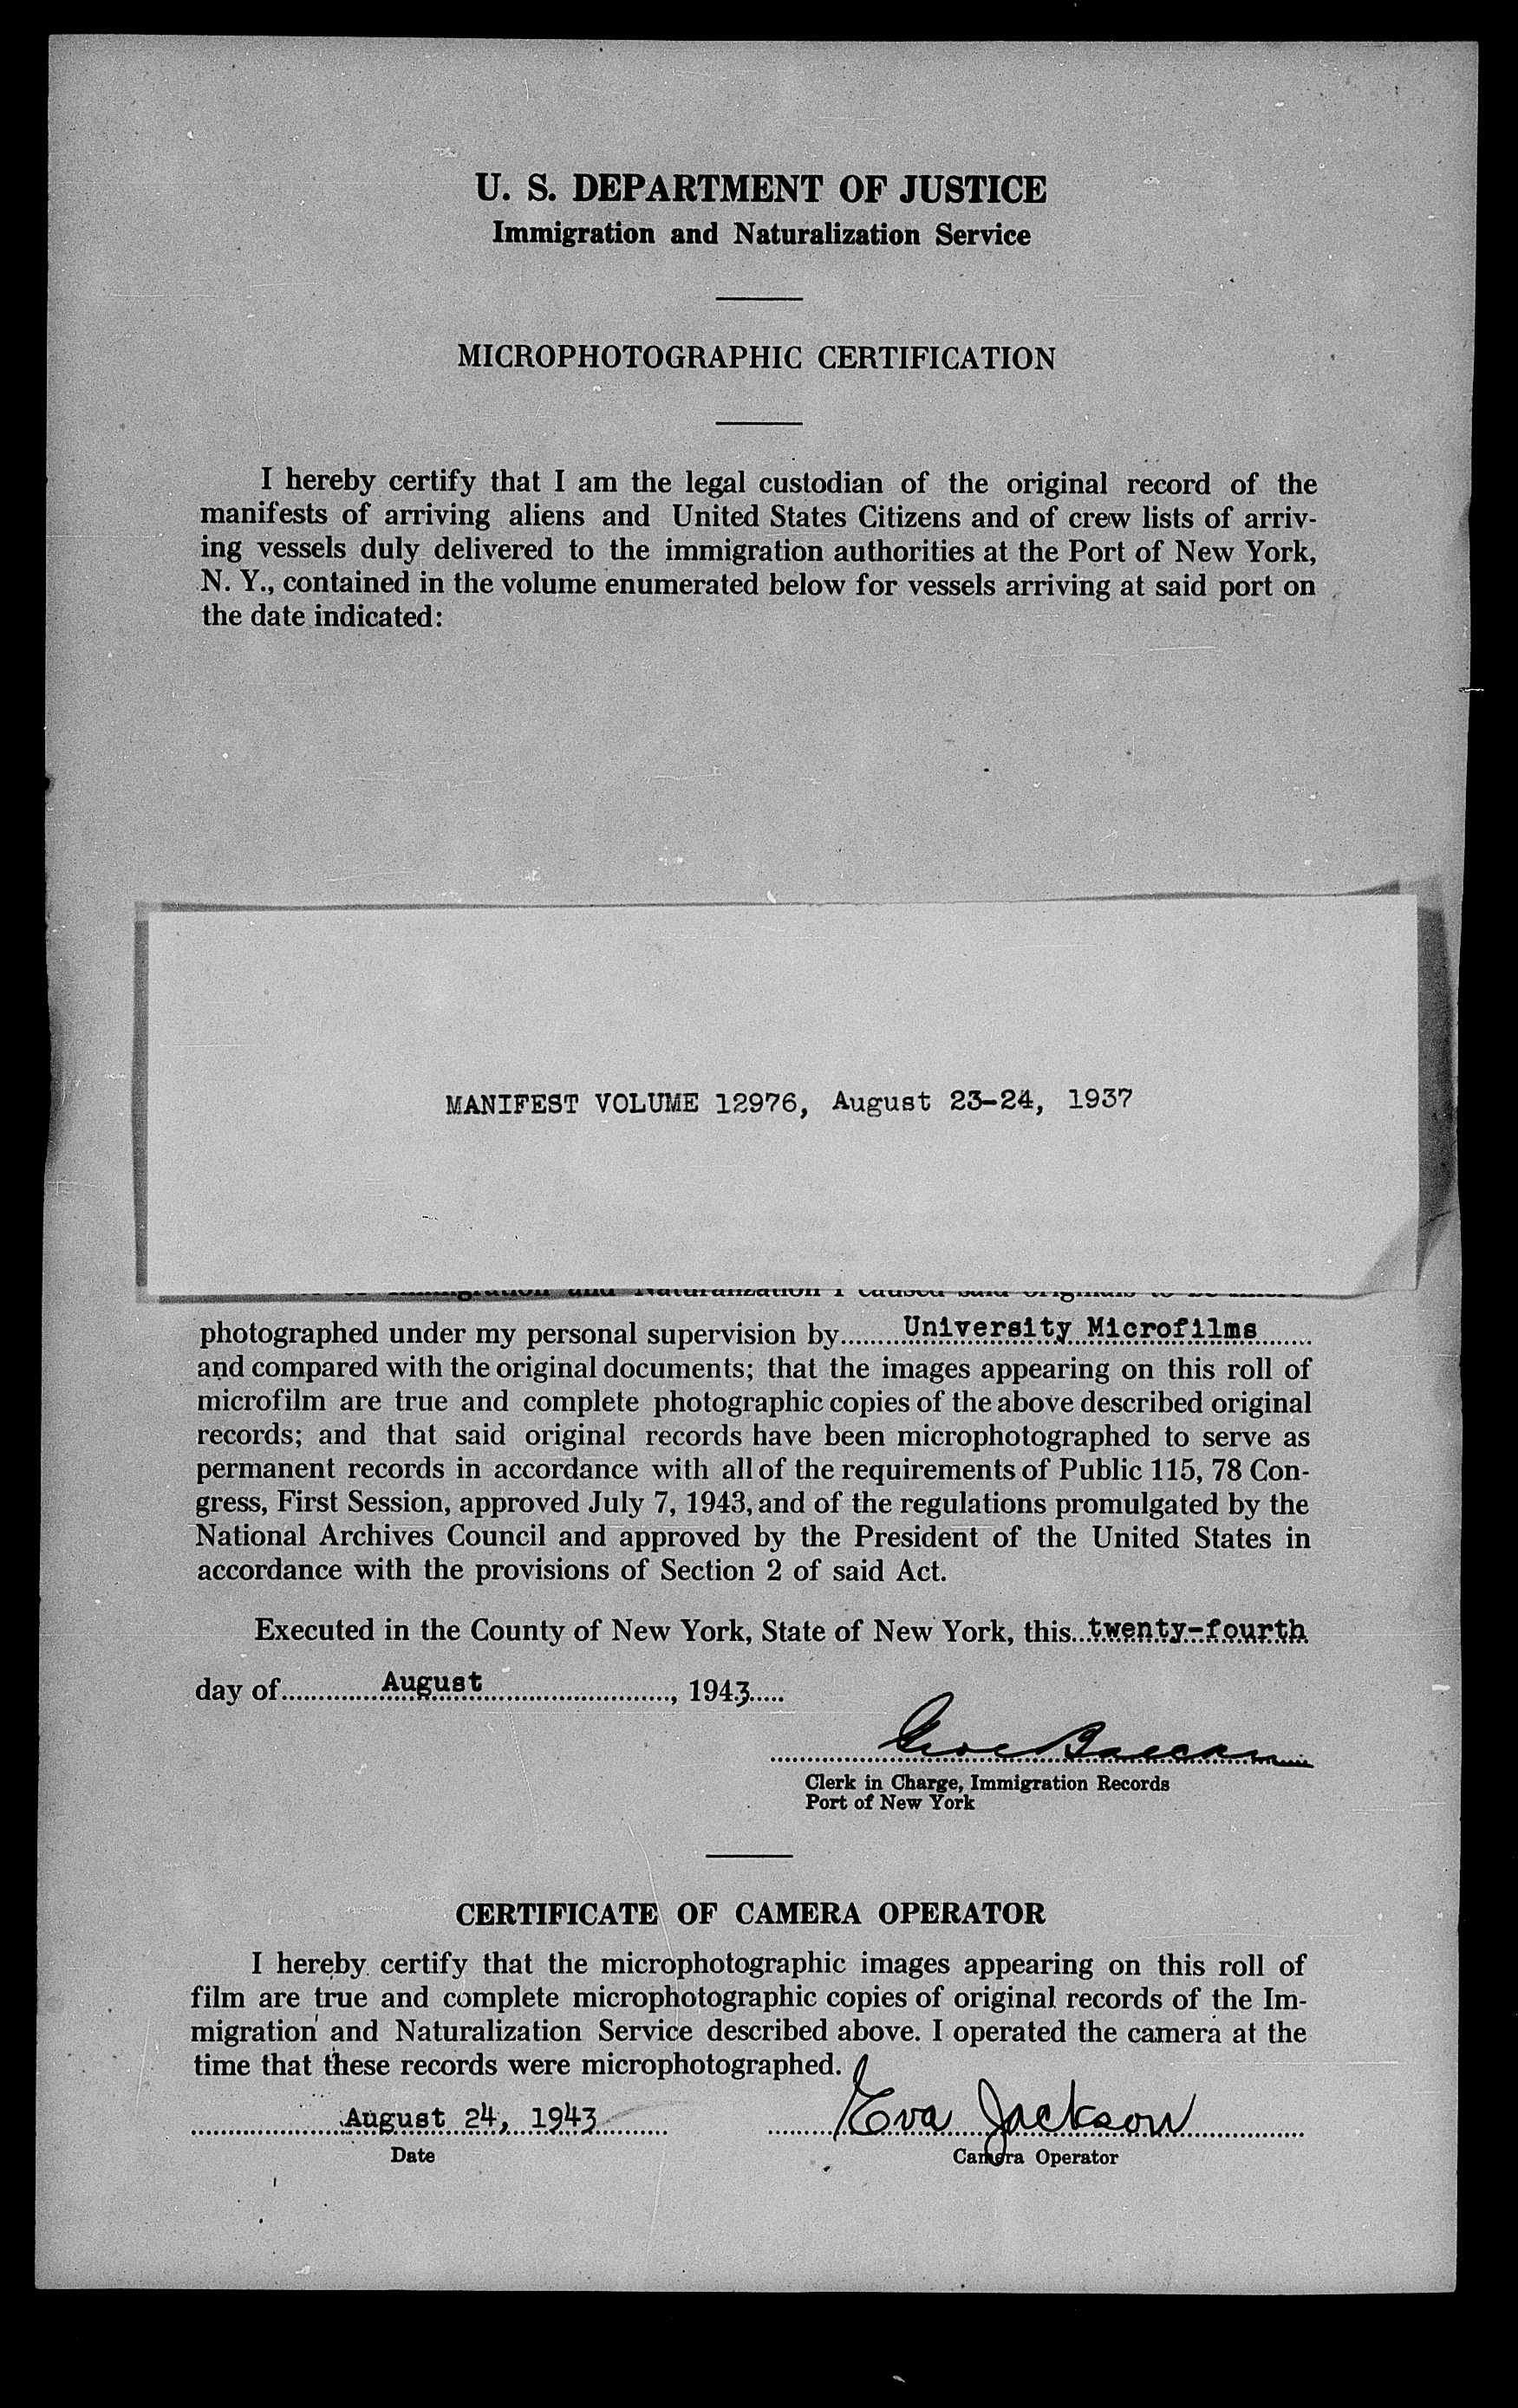 U. S. DEPARTMENT OF JUSTICE
Immigration and Naturalization Service
MICROPHOTOGRAPHIC CERTIFICATION
I hereby certify that I am the legal custodian of the original record of the
manifests of arriving aliens and United States Citizens and of crew lists of arriv-
ing vessels duly delivered to the immigration authorities at the Port of New York,
N. Y., contained in the volume enumerated below for vessels arriving at said port on
the date indicated:
MANIFEST VOLUME 12976, August 23-24, 1937
Immigration and Naturalization I caused said originals to be
photographed under my personal supervision by University Microfilms
and compared with the original documents; that the images appearing on this roll of
microfilm are true and complete photographic copies of the above described original
records; and that said original records have been microphotographed to serve as
permanent records in accordance with all of the requirements of Public 115, 78 Con-
gress, First Session, approved July 7, 1943, and of the regulations promulgated by the
National Archives Council and approved by the President of the United States in
accordance with the provisions of Section 2 of said Act.
Executed in the County of New York, State of New York, this twenty-fourth
day of August, 1943
Clerk in Charge, Immigration Records
Port of New York
CERTIFICATE OF CAMERA OPERATOR
I hereby certify that the microphotographic images appearing on this roll of
film are true and complete microphotographic copies of original records of the Im-
migration and Naturalization Service described above. I operated the camera at the
time that these records were microphotographed.
August 24, 1943 Eva Jackson
Date Camera Operator